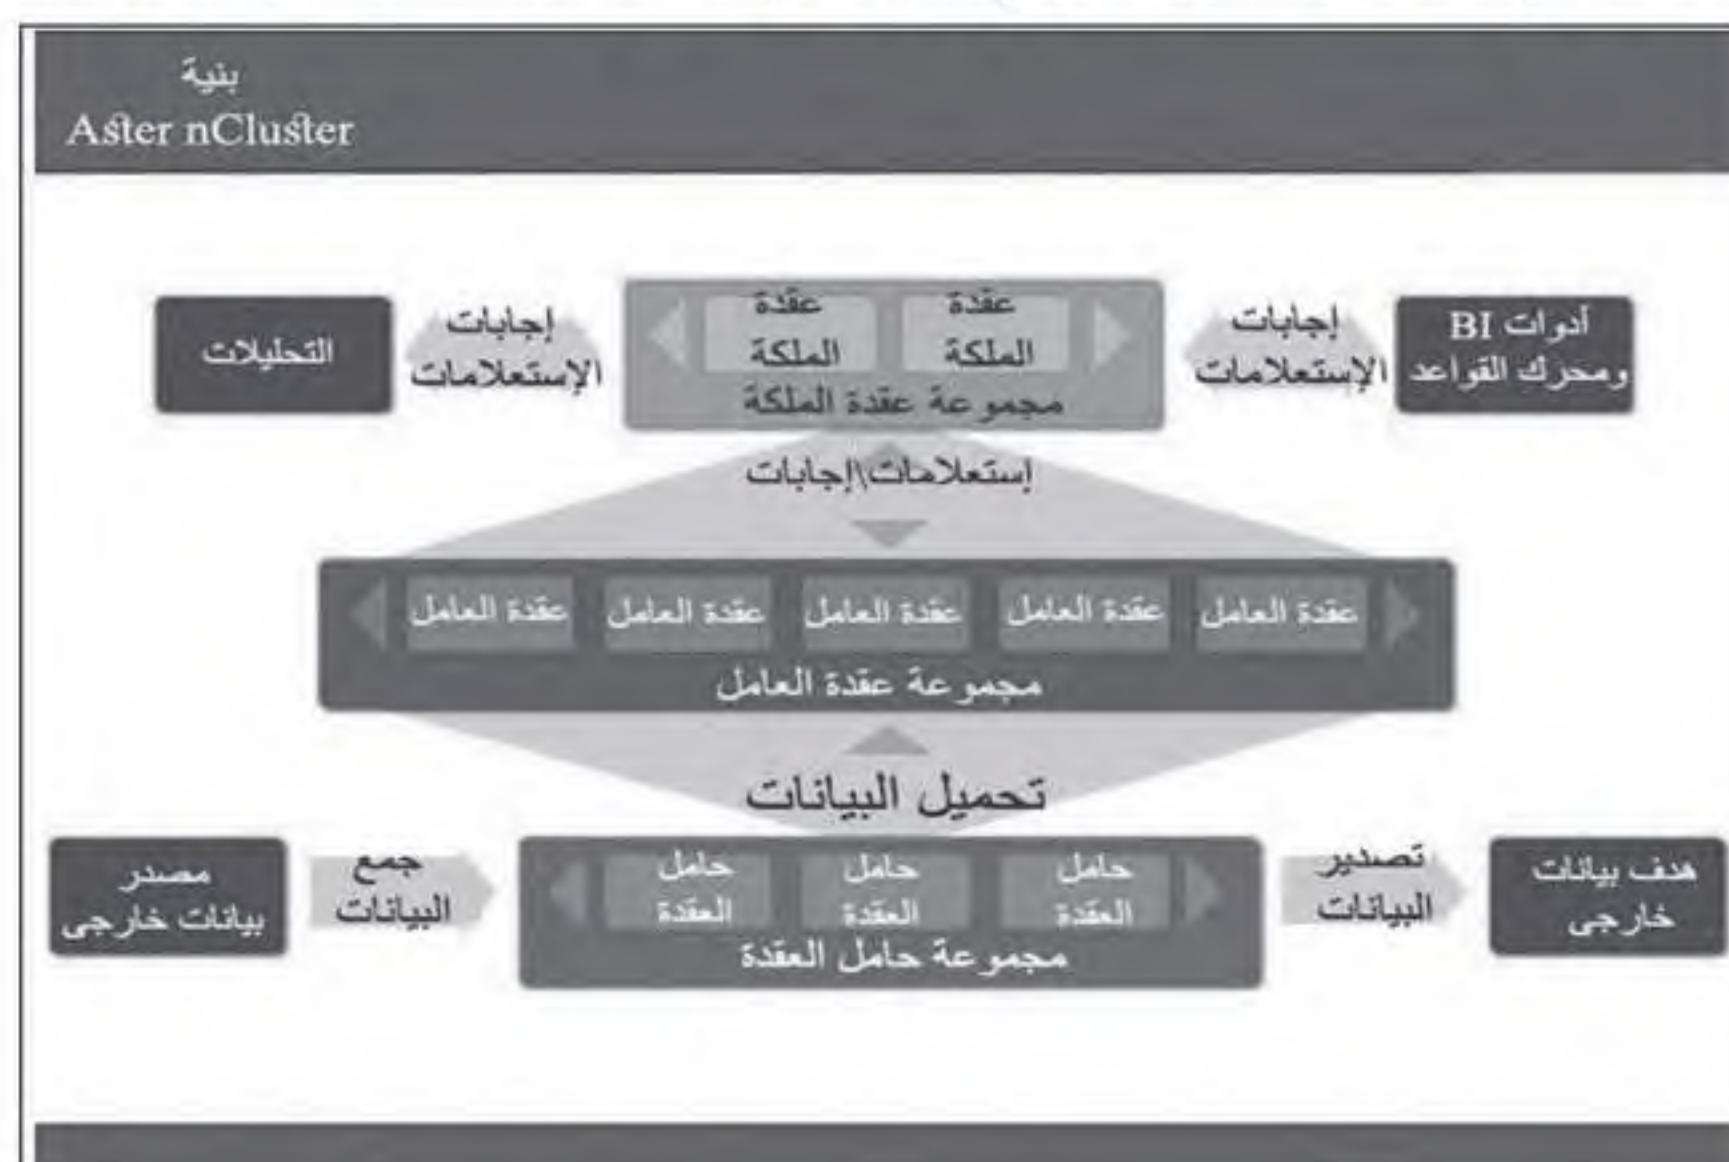 بنية
Aster nCluster
أدوات BI
ومحرك القواعد
إجابات
الإستعلامات
عقدة
الملكة
عقدة
الملكة
مجموعة عقدة الملكة
إجابات
الإستعلامات
التحليلات
إستعلامات\إجابات
عقدة العامل
عقدة العامل
عقدة العامل
عقدة العامل
عقدة العامل
مجموعة عقدة العامل
تحميل البيانات
هدف بيانات
خارجى
تصدير
البيانات
حامل
العقدة
حامل
العقدة
حامل
العقدة
مجموعة حامل العقدة
جمع
البيانات
مصدر
بيانات خارجى